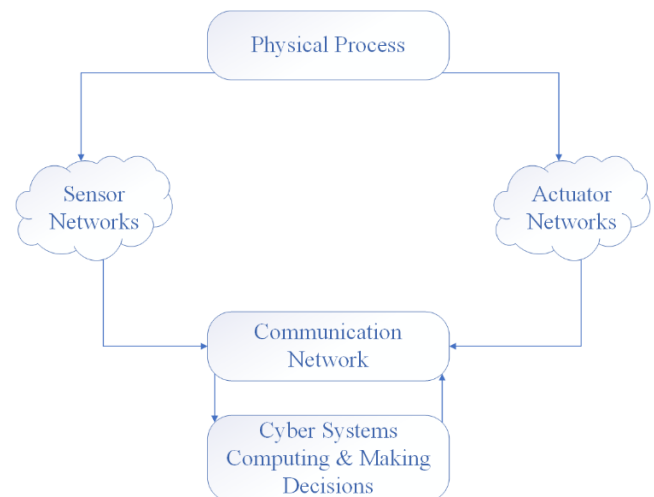 Physical Process
Sensor
Networks
Actuator
Networks
Communication
Network
Cyber Systems
Computing & Making
Decisions